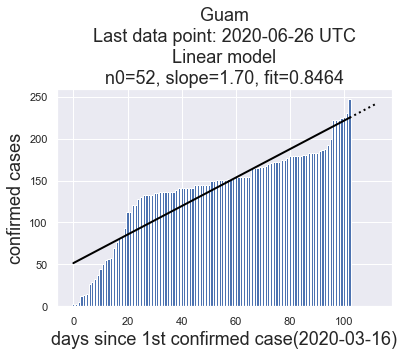 Guam
Last data point: 2020-06-26 UTC
Linear model
n0=52, slope=1.70, fit=0.8464
250
200
150
100
50
0
confirmed cases
0 20 40 60 80 100
days since 1st confirmed case(2020-03-16)